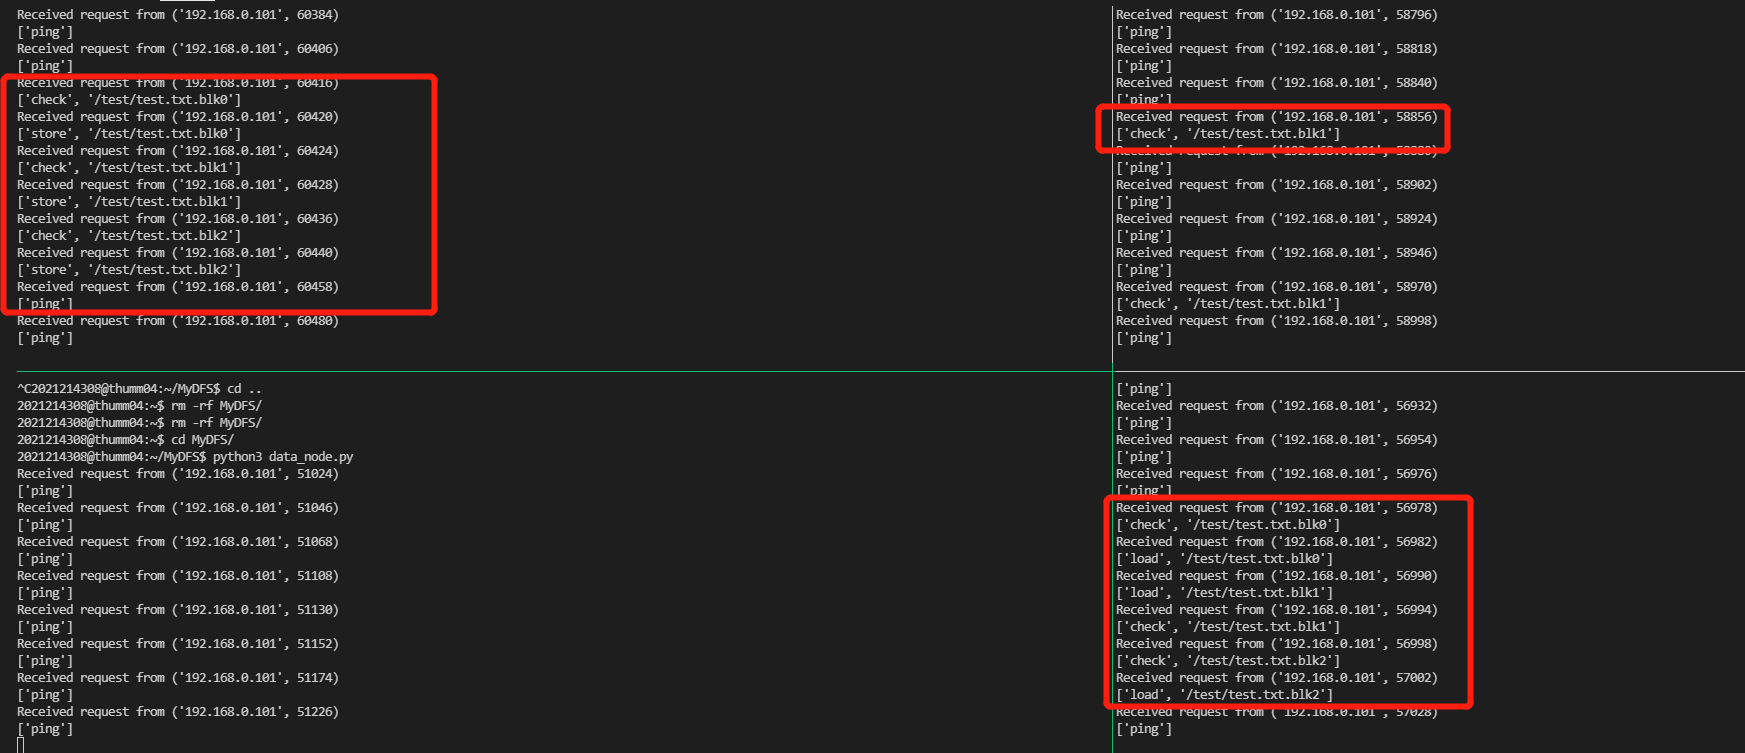 Received request from ('192.168.0.101', 60384)
['ping']
Received request from ('192.168.0.101', 60406)
['ping']
Received request from ('192.168.0.101', 60416)
['check', '/test/test.txt.blk0']
Received request from ('192.168.0.101', 60420)
['store', '/test/test.txt.blk0']
Received request from ('192.168.0.101', 60424)
['check', '/test/test.txt.blk1']
Received request from ('192.168.0.101', 60428)
['store', '/test/test.txt.blk1']
Received request from ('192.168.0.101', 60436)
['check', '/test/test.txt.blk2']
Received request from ('192.168.0.101', 60440)
['store', '/test/test.txt.blk2']
Received request from ('192.168.0.101', 60458)
['ping']
Received request from ('192.168.0.101', 60480)
['ping']
Received request from ('192.168.0.101', 58796)
['ping']
Received request from ('192.168.0.101', 58818)
['ping']
Received request from ('192.168.0.101', 58840)
['ping']
Received request from ('192.168.0.101', 58856)
['check', '/test/test.txt.blk1']
Received request from ('192.168.0.101',
['ping']
Received request from ('192.168.0.101', 58902)
['ping']
Received request from ('192.168.0.101', 58924)
['ping']
Received request from ('192.168.0.101', 58946)
['ping']
Received request from ('192.168.0.101', 58970)
['check', '/test/test.txt.blk1']
Received request from ('192.168.0.101', 58998)
['ping']
^C2021214308@thumm04:~/MyDFS$ cd ..
2021214308@thumm04:~$ rm -rf MyDFS/
2021214308@thumm04:~$ rm -rf MyDFS/
2021214308@thumm04:~$ cd MyDFS/
2021214308@thumm04:~/MyDFS$ python3 data_node.py
Received request from ('192.168.0.101', 51024)
['ping']
Received request from ('192.168.0.101', 51046)
['ping']
Received request from ('192.168.0.101', 51068)
['ping']
Received request from ('192.168.0.101', 51108)
['ping']
Received request from ('192.168.0.101', 51130)
['ping']
Received request from ('192.168.0.101', 51152)
['ping']
Received request from ('192.168.0.101', 51174)
['ping']
Received request from ('192.168.0.101', 51226)
['ping']
['ping']
Received request from ('192.168.0.101', 56932)
['ping']
Received request from ('192.168.0.101', 56954)
['ping']
Received request from ('192.168.0.101', 56976)
['ping']
Received request from ('192.168.0.101', 56978)
['check', '/test/test.txt.blk0']
Received request from ('192.168.0.101', 56982)
['load', '/test/test.txt.blk0']
Received request from ('192.168.0.101', 56990)
['load', '/test/test.txt.blk1']
Received request from ('192.168.0.101', 56994)
['check', '/test/test.txt.blk1']
Received request from ('192.168.0.101', 56998)
['check', '/test/test.txt.blk2']
Received request from ('192.168.0.101', 57002)
['load', '/test/test.txt.blk2']
Received request from ('192.168.0.101', 57028)
['ping']